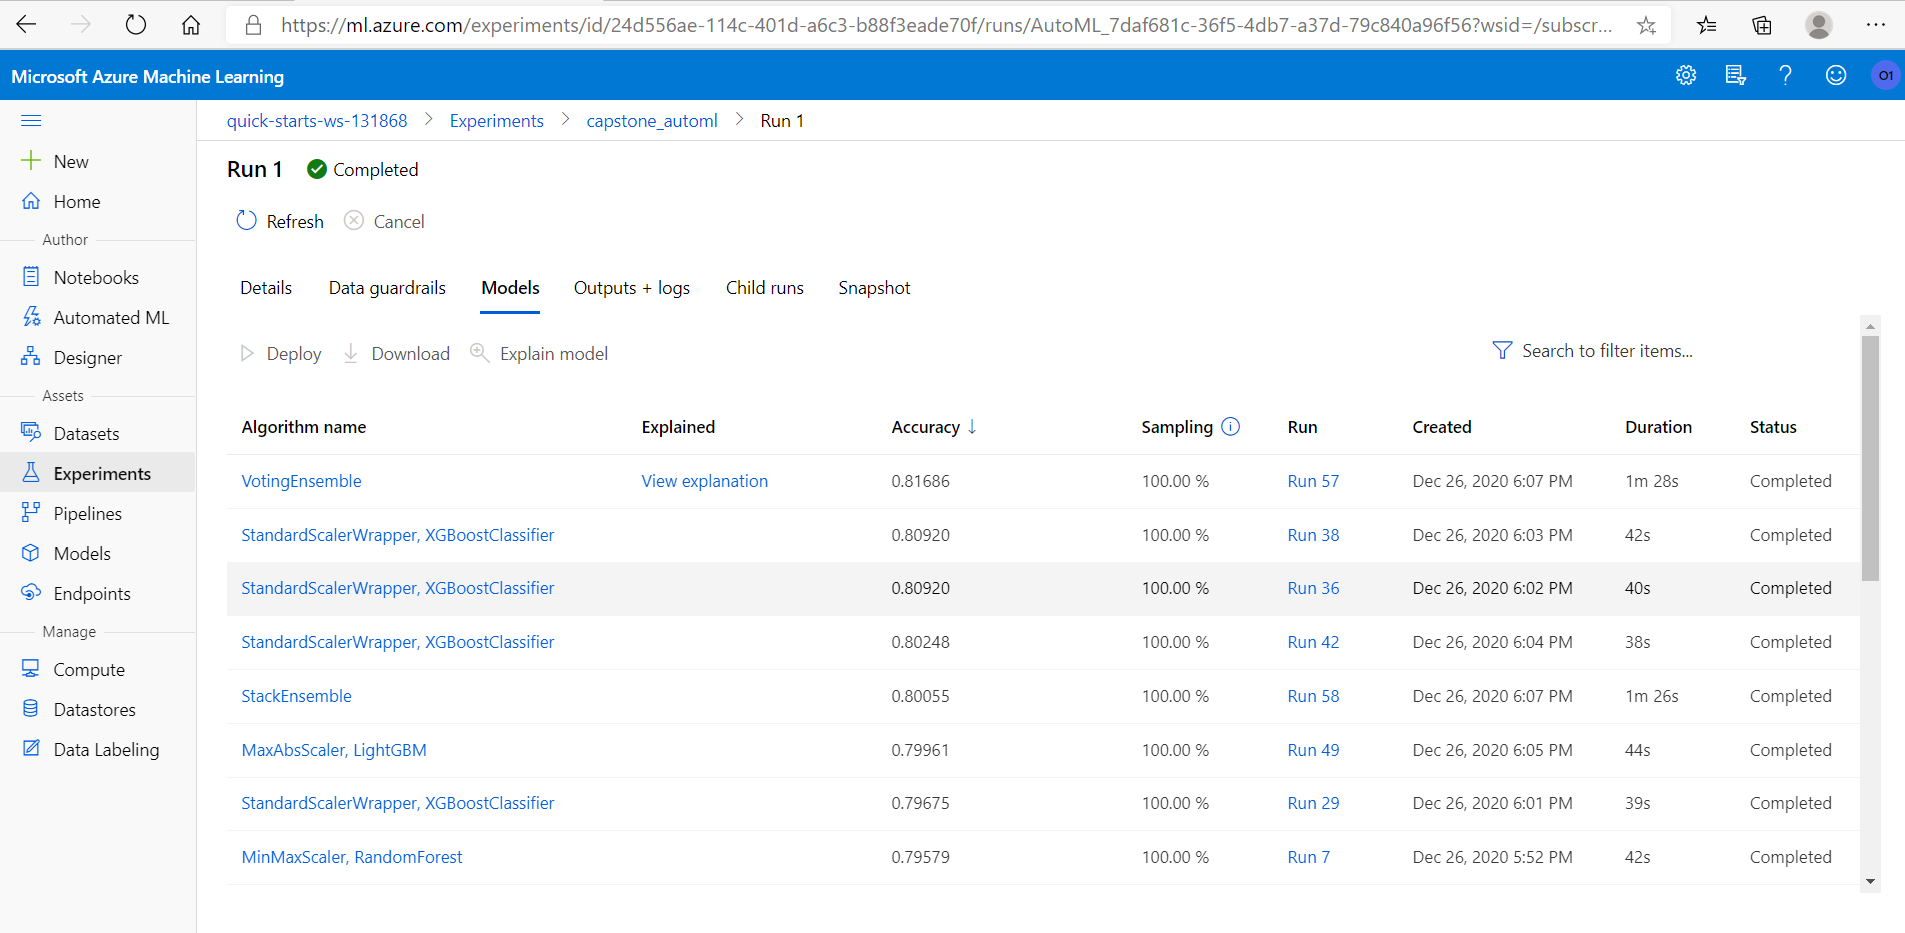 https://ml.azure.com/experiments/id/24d556ae-114c-401d-a6c3-b88f3eade70f/runs/AutoML_7daf681c-36f5-4db7-a37d-79c840a96f56?wsid=/subscr...
Microsoft Azure Machine Learning
O1
quick-starts-ws-131868 > Experiments > capstone_automl > Run 1
New
Home
Author
Notebooks
Automated ML
Designer
Assets
Datasets
Experiments
Pipelines
Models
Endpoints
Manage
Compute
Datastores
Data Labeling
Run 1 Completed
Refresh Cancel
Details Data guardrails Models Outputs + logs Child runs Snapshot
Deploy Download Explain model Search to filter items...
Algorithm name Explained Accuracy ↓ Sampling Run Created Duration Status
VotingEnsemble View explanation 0.81686 100.00 % Run 57 Dec 26, 2020 6:07 PM 1m 28s Completed
StandardScalerWrapper, XGBoostClassifier 0.80920 100.00 % Run 38 Dec 26, 2020 6:03 PM 42s Completed
StandardScalerWrapper, XGBoostClassifier 0.80920 100.00 % Run 36 Dec 26, 2020 6:02 PM 40s Completed
StandardScalerWrapper, XGBoostClassifier 0.80248 100.00 % Run 42 Dec 26, 2020 6:04 PM 38s Completed
StackEnsemble 0.80055 100.00 % Run 58 Dec 26, 2020 6:07 PM 1m 26s Completed
MaxAbsScaler, LightGBM 0.79961 100.00 % Run 49 Dec 26, 2020 6:05 PM 44s Completed
StandardScalerWrapper, XGBoostClassifier 0.79675 100.00 % Run 29 Dec 26, 2020 6:01 PM 39s Completed
MinMaxScaler, RandomForest 0.79579 100.00 % Run 7 Dec 26, 2020 5:52 PM 42s Completed